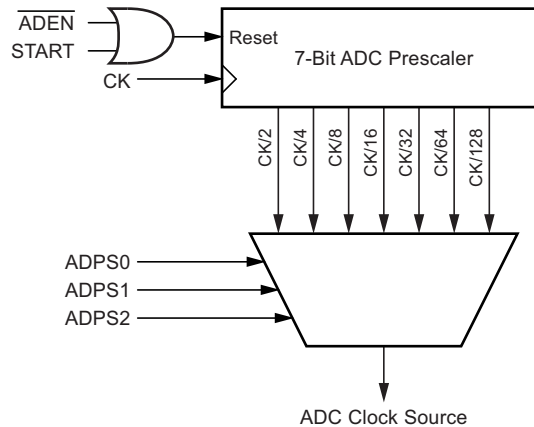 ADEN
START
Reset
7-Bit ADC Prescaler
CK
CK/2
CK/4
CK/8
CK/16
CK/32
CK/64
CK/128
ADPS0
ADPS1
ADPS2
ADC Clock Source